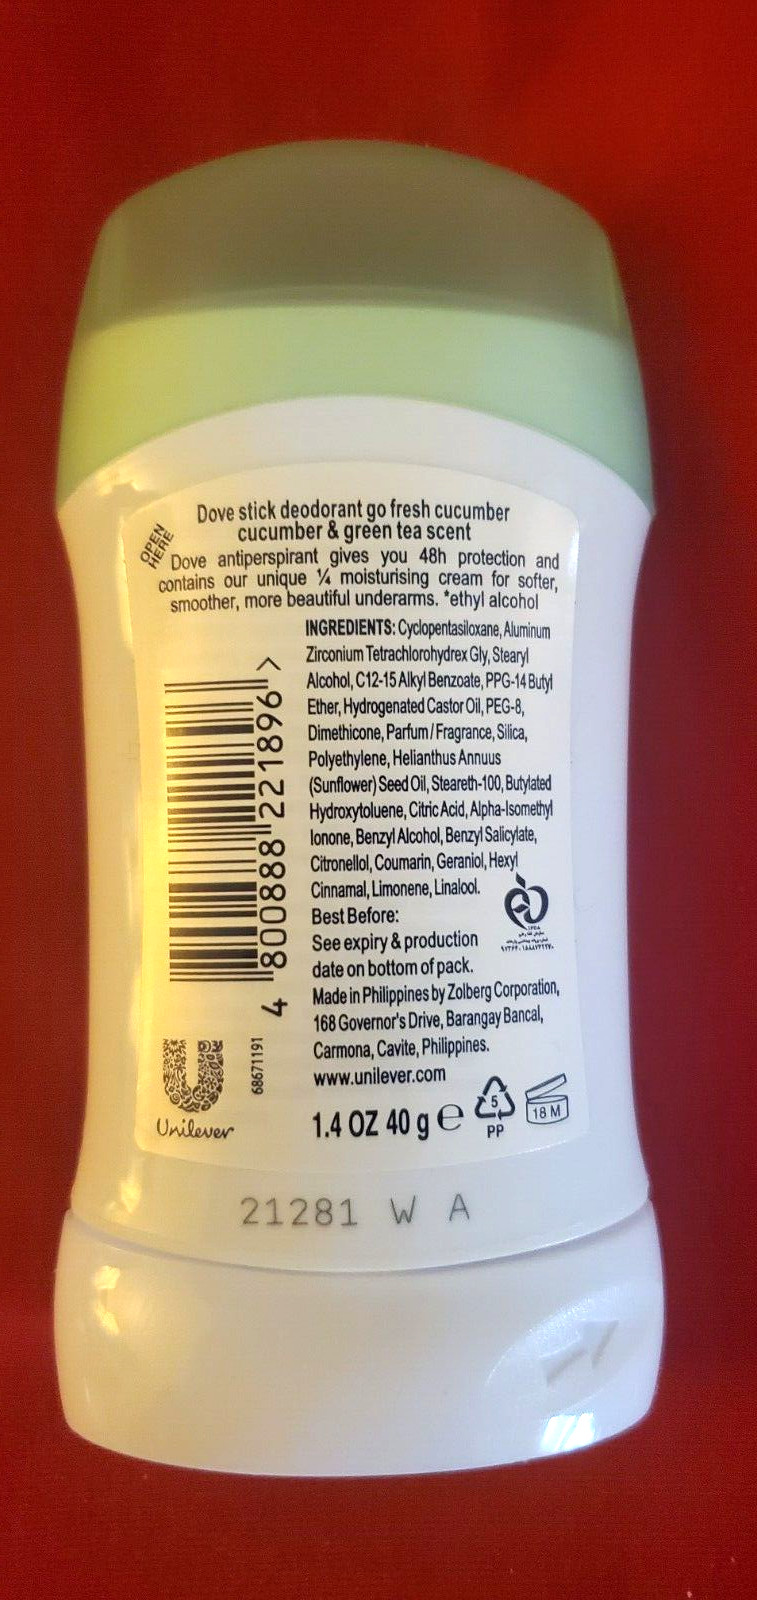 Dove stick deodorant go fresh cucumber
cucumber & green tea scent
OPEN
HERE
Dove antiperspirant gives you 48h protection and
contains our unique ¼ moisturising cream for softer,
smoother, more beautiful underarms. *ethyl alcohol
INGREDIENTS: Cyclopentasiloxane, Aluminum
Zirconium Tetrachlorohydrex Gly, Stearyl
Alcohol, C12-15 Alkyl Benzoate, PPG-14 Butyl
Ether, Hydrogenated Castor Oil, PEG-8,
Dimethicone, Parfum / Fragrance, Silica,
Polyethylene, Helianthus Annuus
(Sunflower) Seed Oil, Steareth-100, Butylated
Hydroxytoluene, Citric Acid, Alpha-Isomethyl
Ionone, Benzyl Alcohol, Benzyl Salicylate,
Citronellol, Coumarin, Geraniol, Hexyl
Cinnamal, Limonene, Linalool.
Best Before:
See expiry & production
date on bottom of pack.
Made in Philippines by Zolberg Corporation,
168 Governor's Drive, Barangay Bancal,
Carmona, Cavite, Philippines.
www.unilever.com
1.4 OZ 40 g e
5
PP
18 M
4 800888 221896 >
68671191
Unilever
21281 W A